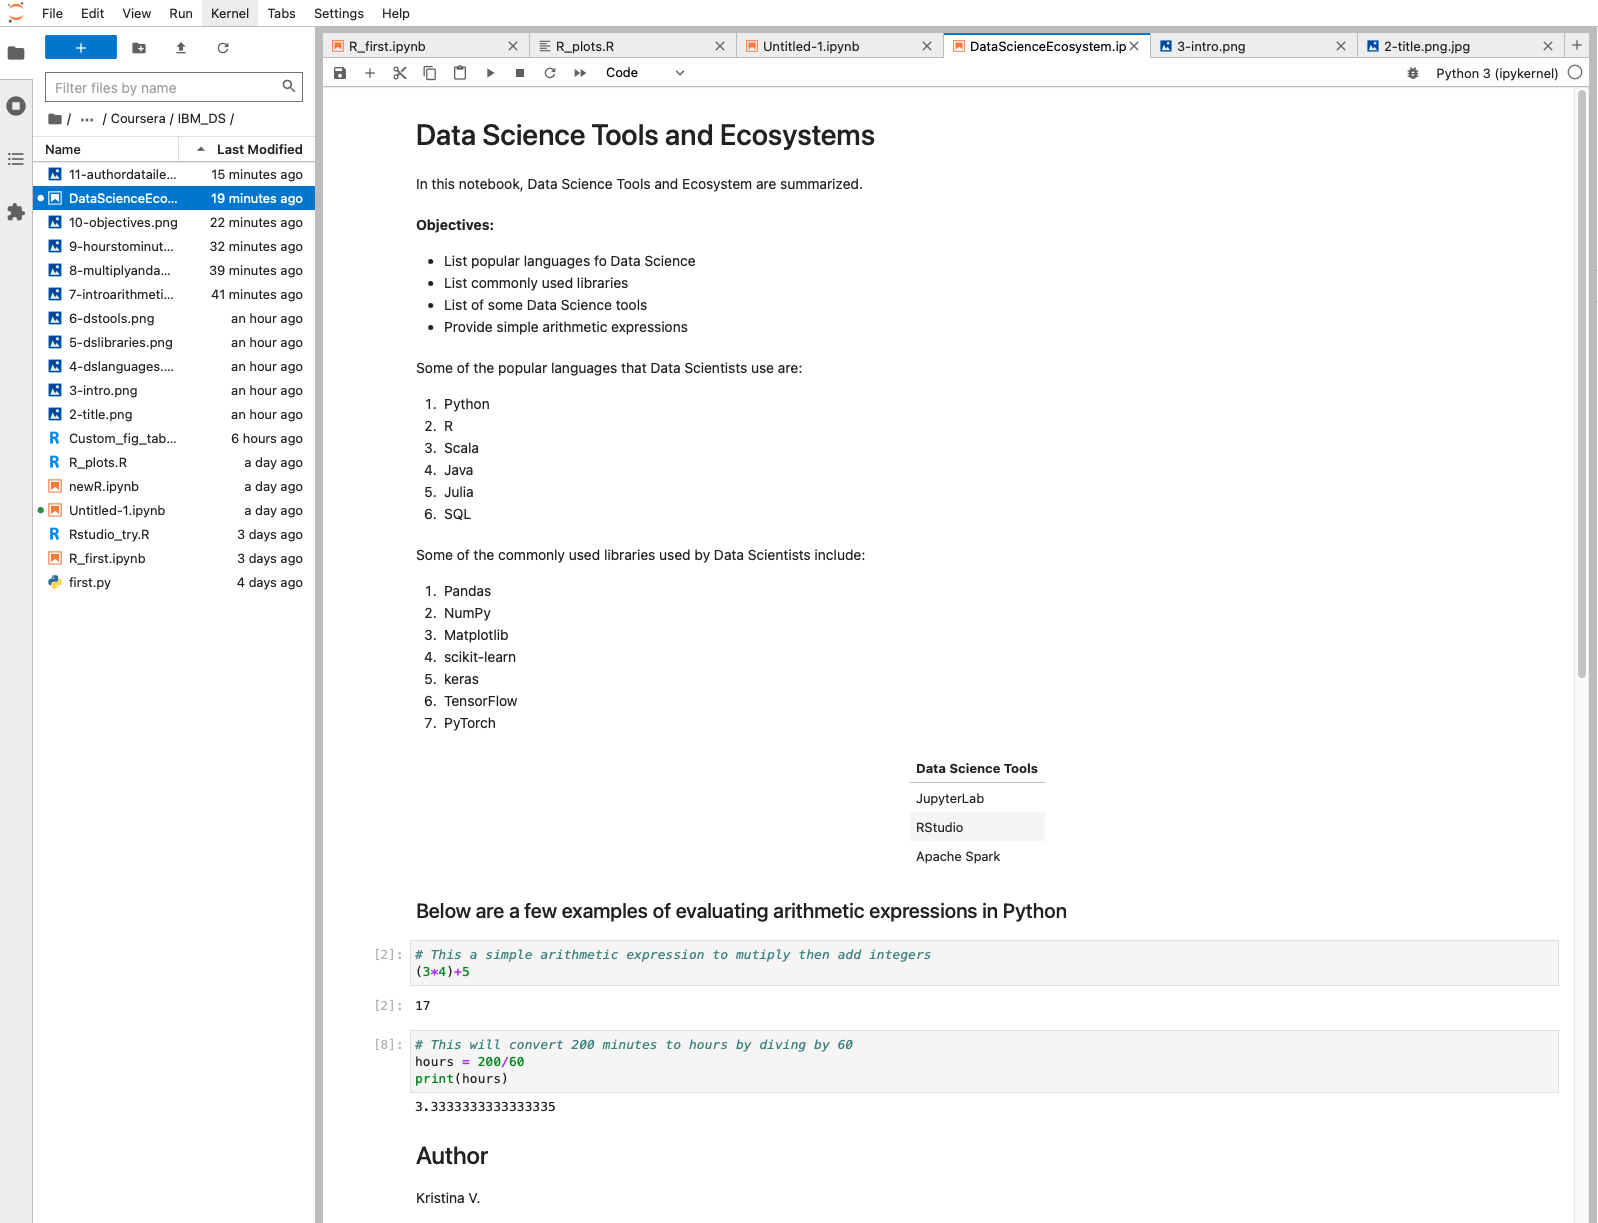 File Edit View Run Kernel Tabs Settings Help
Filter files by name
/ ··· / Coursera / IBM_DS /
Name Last Modified
11-authordataile... 15 minutes ago
DataScienceEco... 19 minutes ago
10-objectives.png 22 minutes ago
9-hourstominut... 32 minutes ago
8-multiplyanda... 39 minutes ago
7-introarithmeti... 41 minutes ago
6-dstools.png an hour ago
5-dslibraries.png an hour ago
4-dslanguages.... an hour ago
3-intro.png an hour ago
2-title.png an hour ago
Custom_fig_tab... 6 hours ago
R_plots.R a day ago
newR.ipynb a day ago
Untitled-1.ipynb a day ago
Rstudio_try.R 3 days ago
R_first.ipynb 3 days ago
first.py 4 days ago
R_first.ipynb R_plots.R Untitled-1.ipynb DataScienceEcosystem.ip 3-intro.png 2-title.png.jpg
Code Python 3 (ipykernel)
Data Science Tools and Ecosystems
In this notebook, Data Science Tools and Ecosystem are summarized.
Objectives:
• List popular languages fo Data Science
• List commonly used libraries
• List of some Data Science tools
• Provide simple arithmetic expressions
Some of the popular languages that Data Scientists use are:
1. Python
2. R
3. Scala
4. Java
5. Julia
6. SQL
Some of the commonly used libraries used by Data Scientists include:
1. Pandas
2. NumPy
3. Matplotlib
4. scikit-learn
5. keras
6. TensorFlow
7. PyTorch
Data Science Tools
JupyterLab
RStudio
Apache Spark
Below are a few examples of evaluating arithmetic expressions in Python
[2]: # This a simple arithmetic expression to mutiply then add integers
(3*4)+5
[2]: 17
[8]: # This will convert 200 minutes to hours by diving by 60
hours = 200/60
print(hours)
3.3333333333333335
Author
Kristina V.